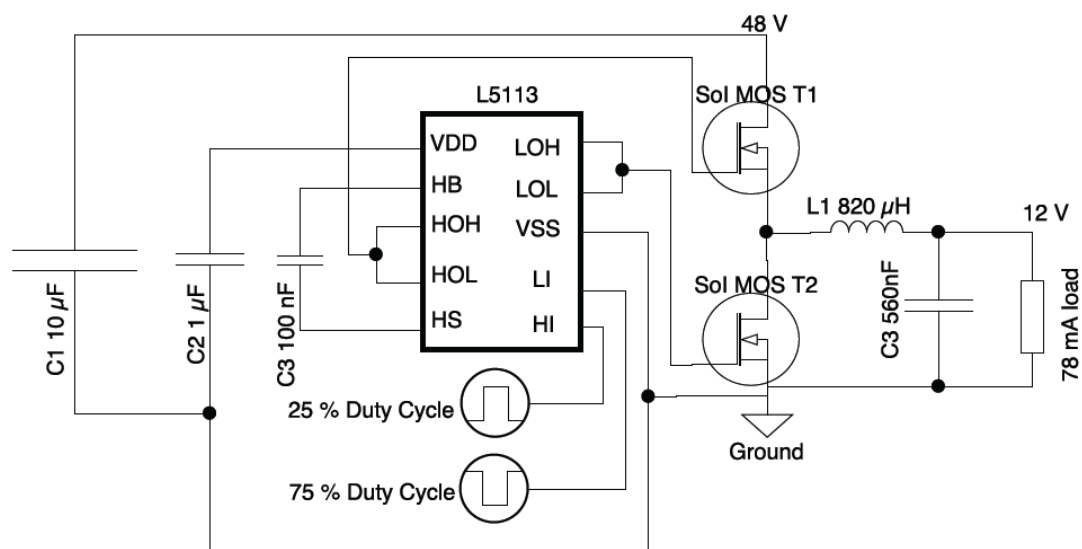 48 V
SoI MOS T1
L5113
VDD
LOH
HB
LOL
HOH
VSS
HOL
LI
HS
HI
L1 820 µH
12 V
SoI MOS T2
C1 10 µF
C2 1 µF
C3 100 nF
C3 560nF
78 mA load
25 % Duty Cycle
Ground
75 % Duty Cycle